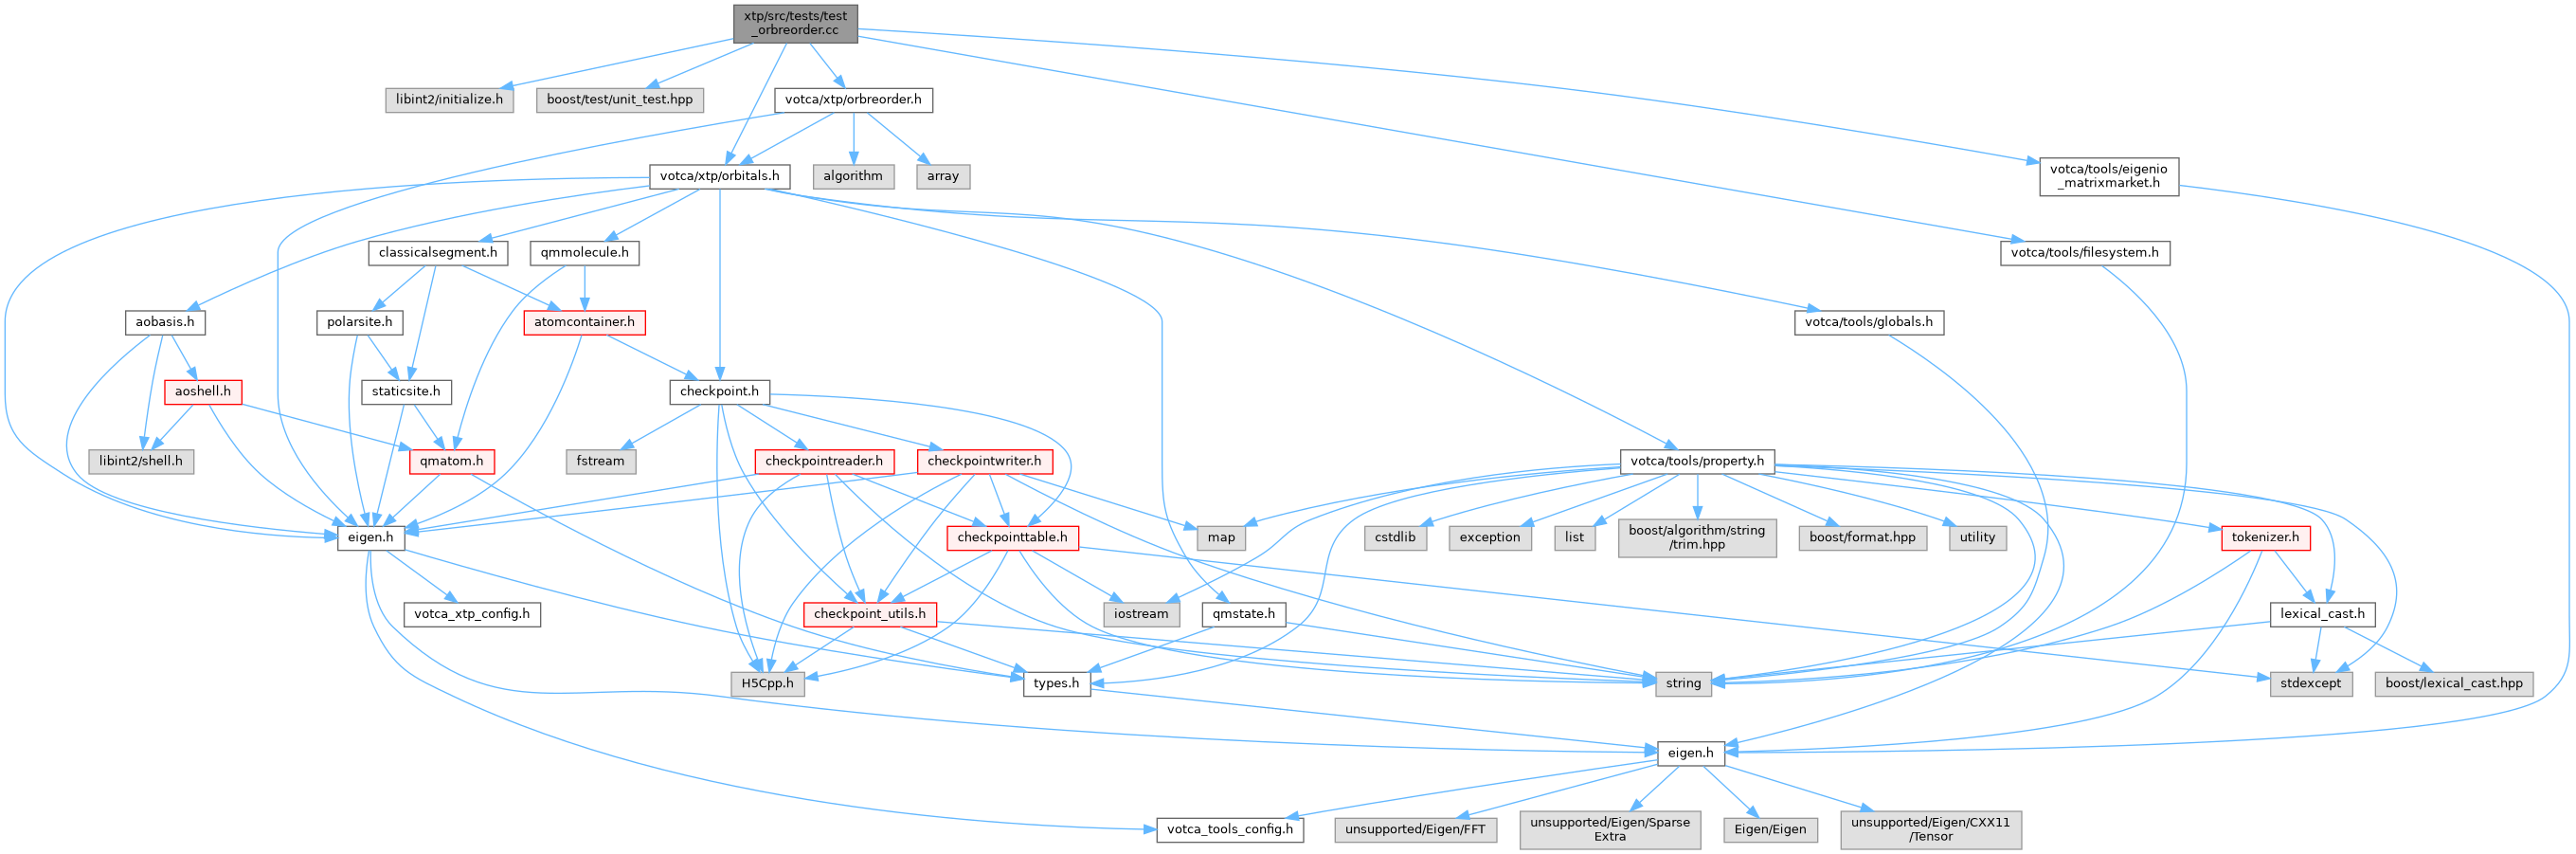 xtp/src/tests/test
_orbreorder.cc
libint2/initialize.h
boost/test/unit_test.hpp
votca/xtp/orbreorder.h
votca/xtp/orbitals.h
algorithm
array
votca/tools/eigenio
_matrixmarket.h
classicalsegment.h
qmmolecule.h
votca/tools/filesystem.h
aobasis.h
polarsite.h
atomcontainer.h
votca/tools/globals.h
aoshell.h
staticsite.h
checkpoint.h
libint2/shell.h
qmatom.h
fstream
checkpointreader.h
checkpointwriter.h
votca/tools/property.h
eigen.h
checkpointtable.h
map
cstdlib
exception
list
boost/algorithm/string
/trim.hpp
boost/format.hpp
utility
tokenizer.h
votca_xtp_config.h
checkpoint_utils.h
iostream
qmstate.h
lexical_cast.h
H5Cpp.h
types.h
string
stdexcept
boost/lexical_cast.hpp
eigen.h
votca_tools_config.h
unsupported/Eigen/FFT
unsupported/Eigen/Sparse
Extra
Eigen/Eigen
unsupported/Eigen/CXX11
/Tensor